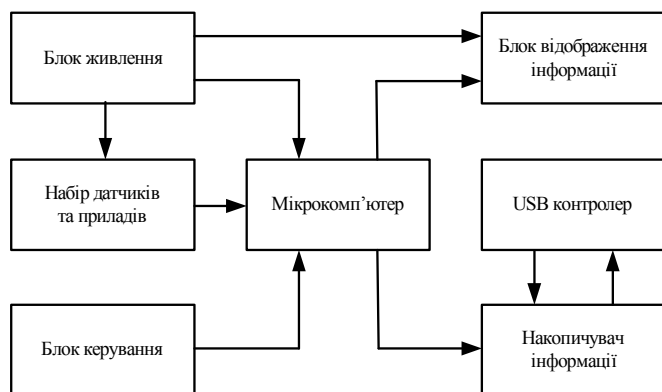 Блок живлення
Блок відображення
інформації
Набір датчиків
та приладів
Мікрокомп’ютер
USB контролер
Блок керування
Накопичувач
інформації